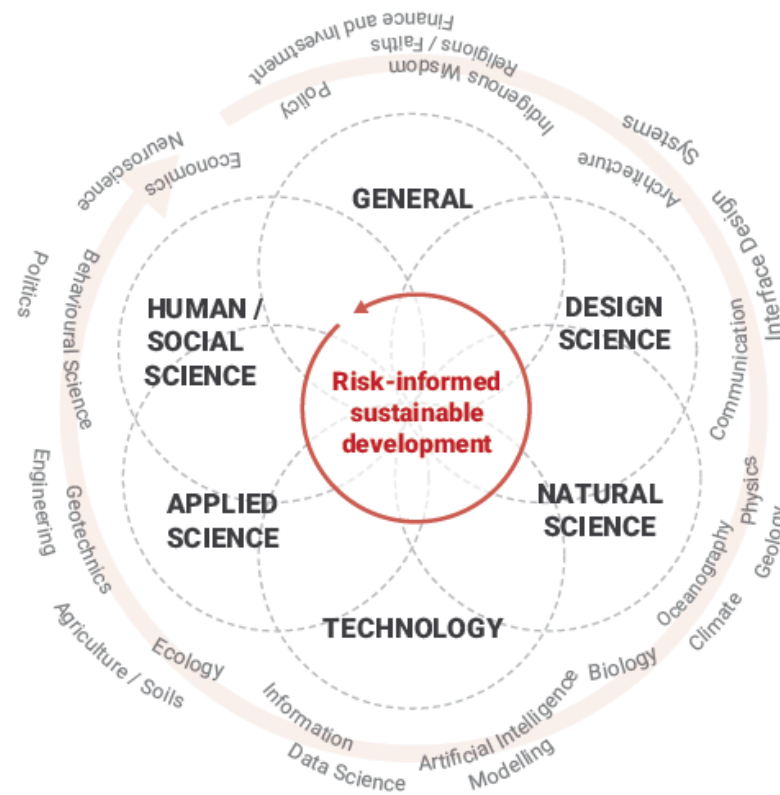 Finance and Investment
Religions / Faiths
Indigenous Wisdom
Policy
Systems
Architecture
Interface Design
Communication
Physics
Geology
Oceanography
Climate
Biology
Artificial Intelligence
Modelling
Information
Data Science
Ecology
Agriculture / Soils
Geotechnics
Engineering
Behavioural Science
Politics
Neuroscience
Economics
GENERAL
DESIGN
SCIENCE
NATURAL
SCIENCE
TECHNOLOGY
APPLIED
SCIENCE
HUMAN /
SOCIAL
SCIENCE
Risk-informed
sustainable
development